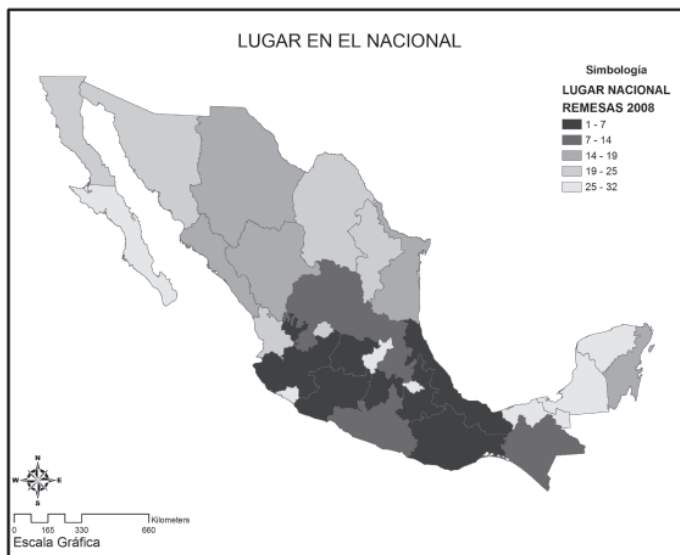 LUGAR EN EL NACIONAL
Simbología
LUGAR NACIONAL
REMESAS 2008
1 - 7
7 - 14
14 - 19
19 - 25
25 - 32
N
W E
S
Kilometers
0 165 330 660
Escala Gráfica